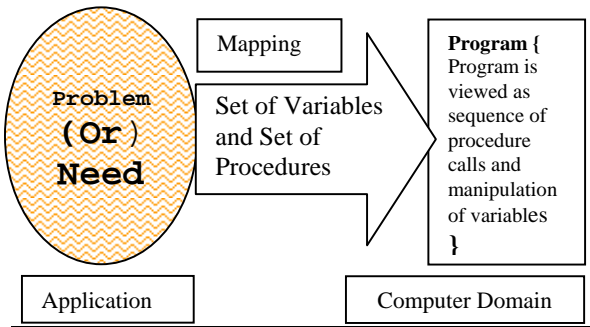 Problem
(Or)
Need
Mapping
Set of Variables
and Set of
Procedures
Program {
Program is
viewed as
sequence of
procedure
calls and
manipulation
of variables
}
Application
Computer Domain